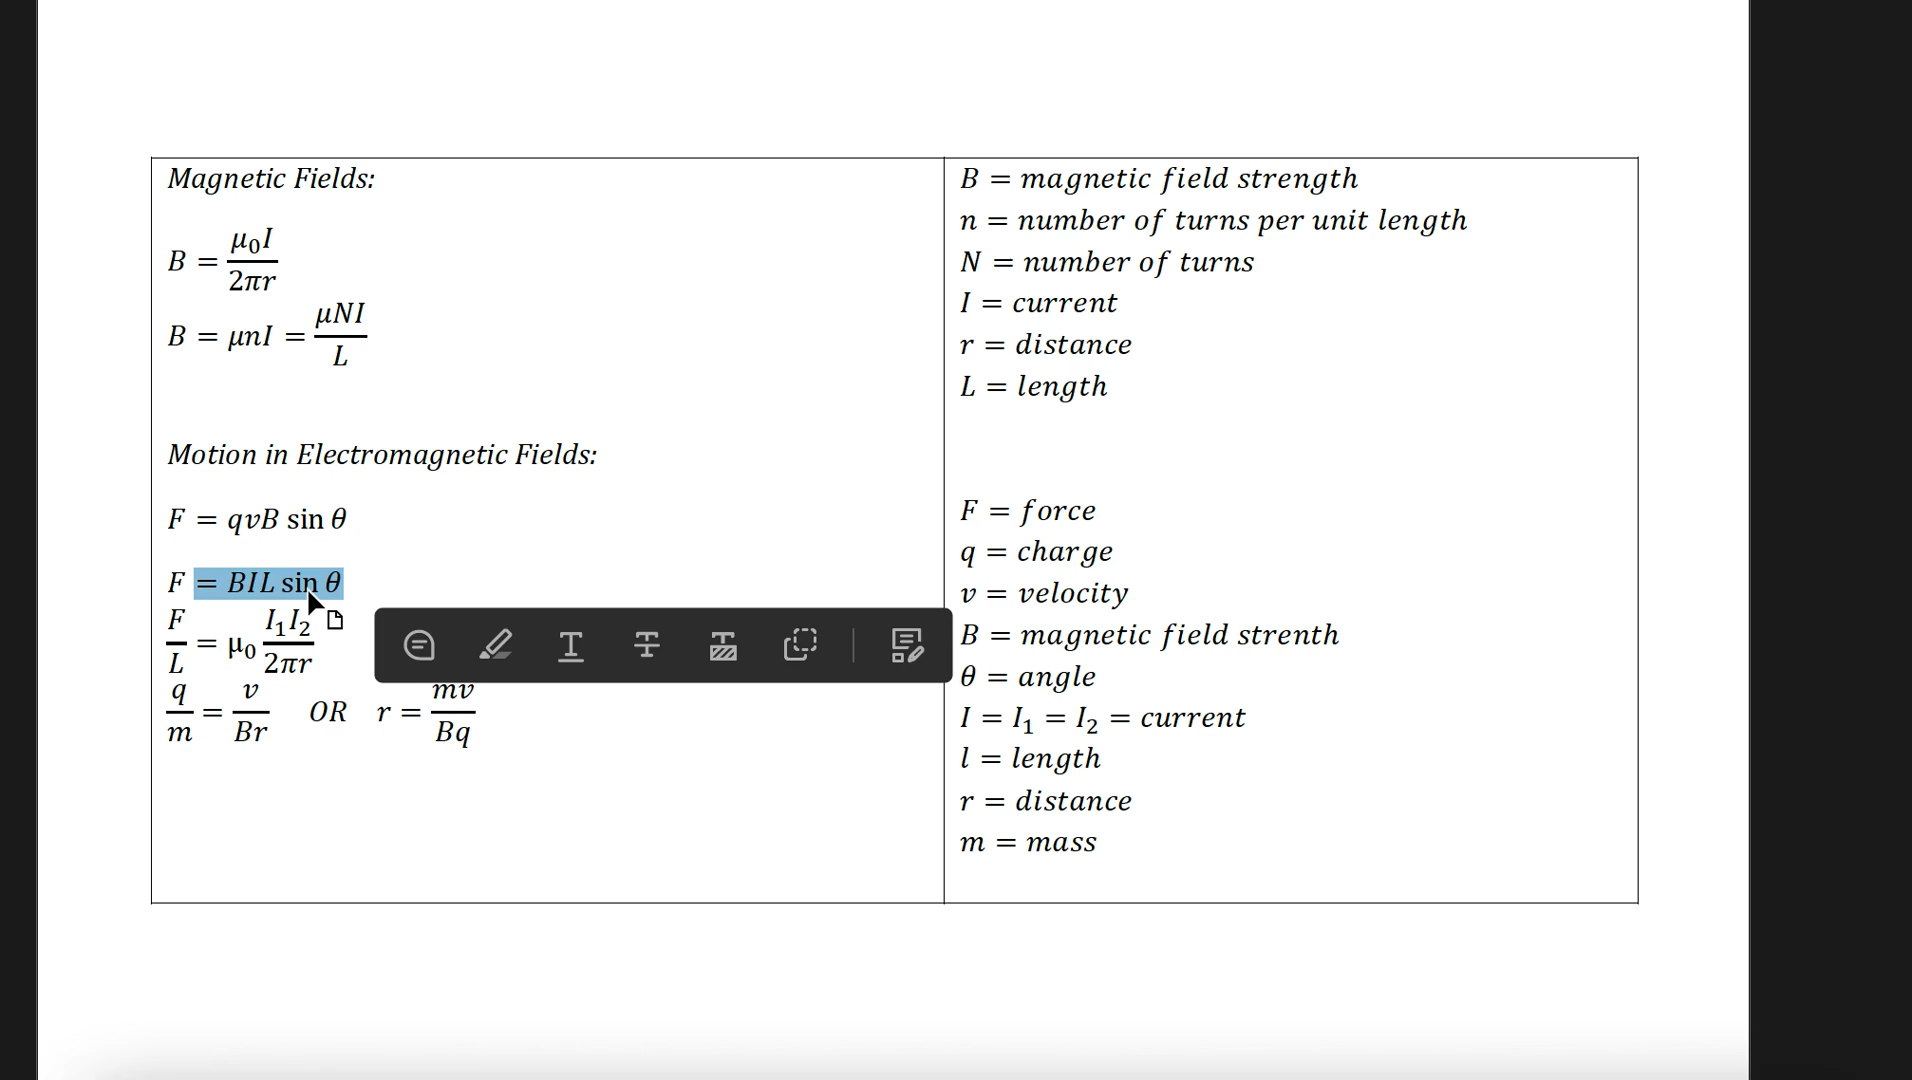 Magnetic Fields:
B = μ₀I / 2πr
B = μnI = μNI / L
Motion in Electromagnetic Fields:
F = qvB sin θ
F = BIL sin θ
F / L = μ₀ I₁I₂ / 2πr
q / m = v / Br OR r = mv / Bq
B = magnetic field strength
n = number of turns per unit length
N = number of turns
I = current
r = distance
L = length
F = force
q = charge
v = velocity
B = magnetic field strenth
θ = angle
I = I₁ = I₂ = current
l = length
r = distance
m = mass